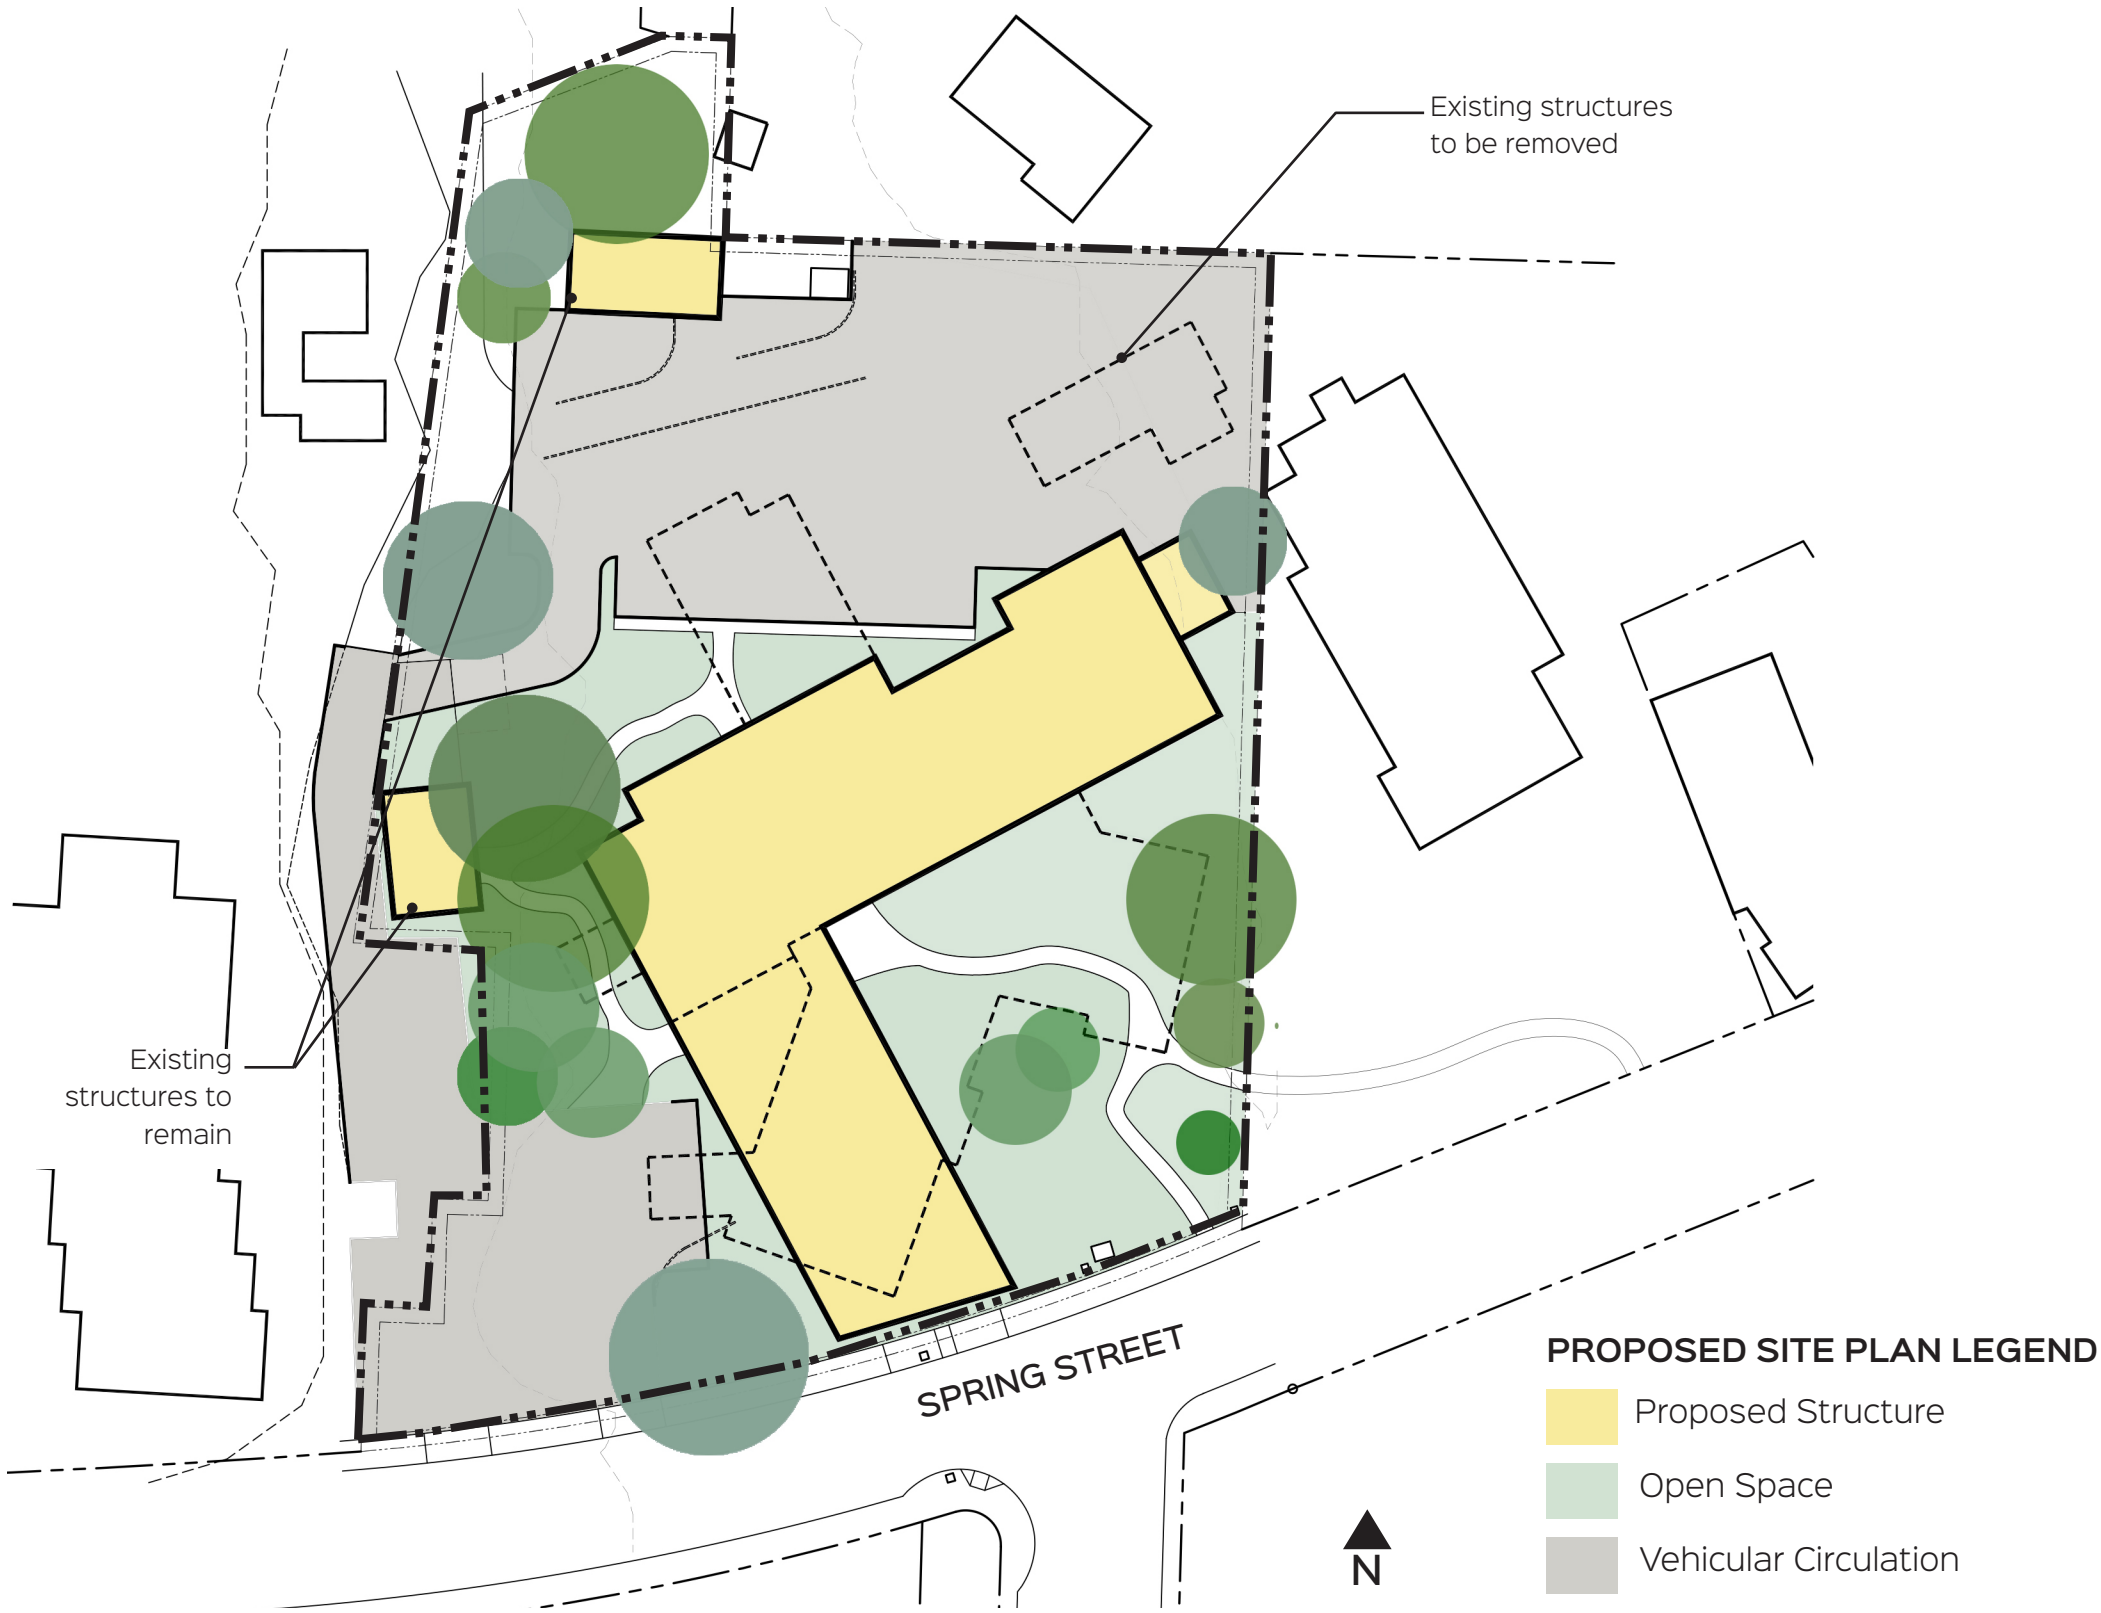 Existing structures
to be removed
Existing
structures to
remain
SPRING STREET
N
PROPOSED SITE PLAN LEGEND
Proposed Structure
Open Space
Vehicular Circulation